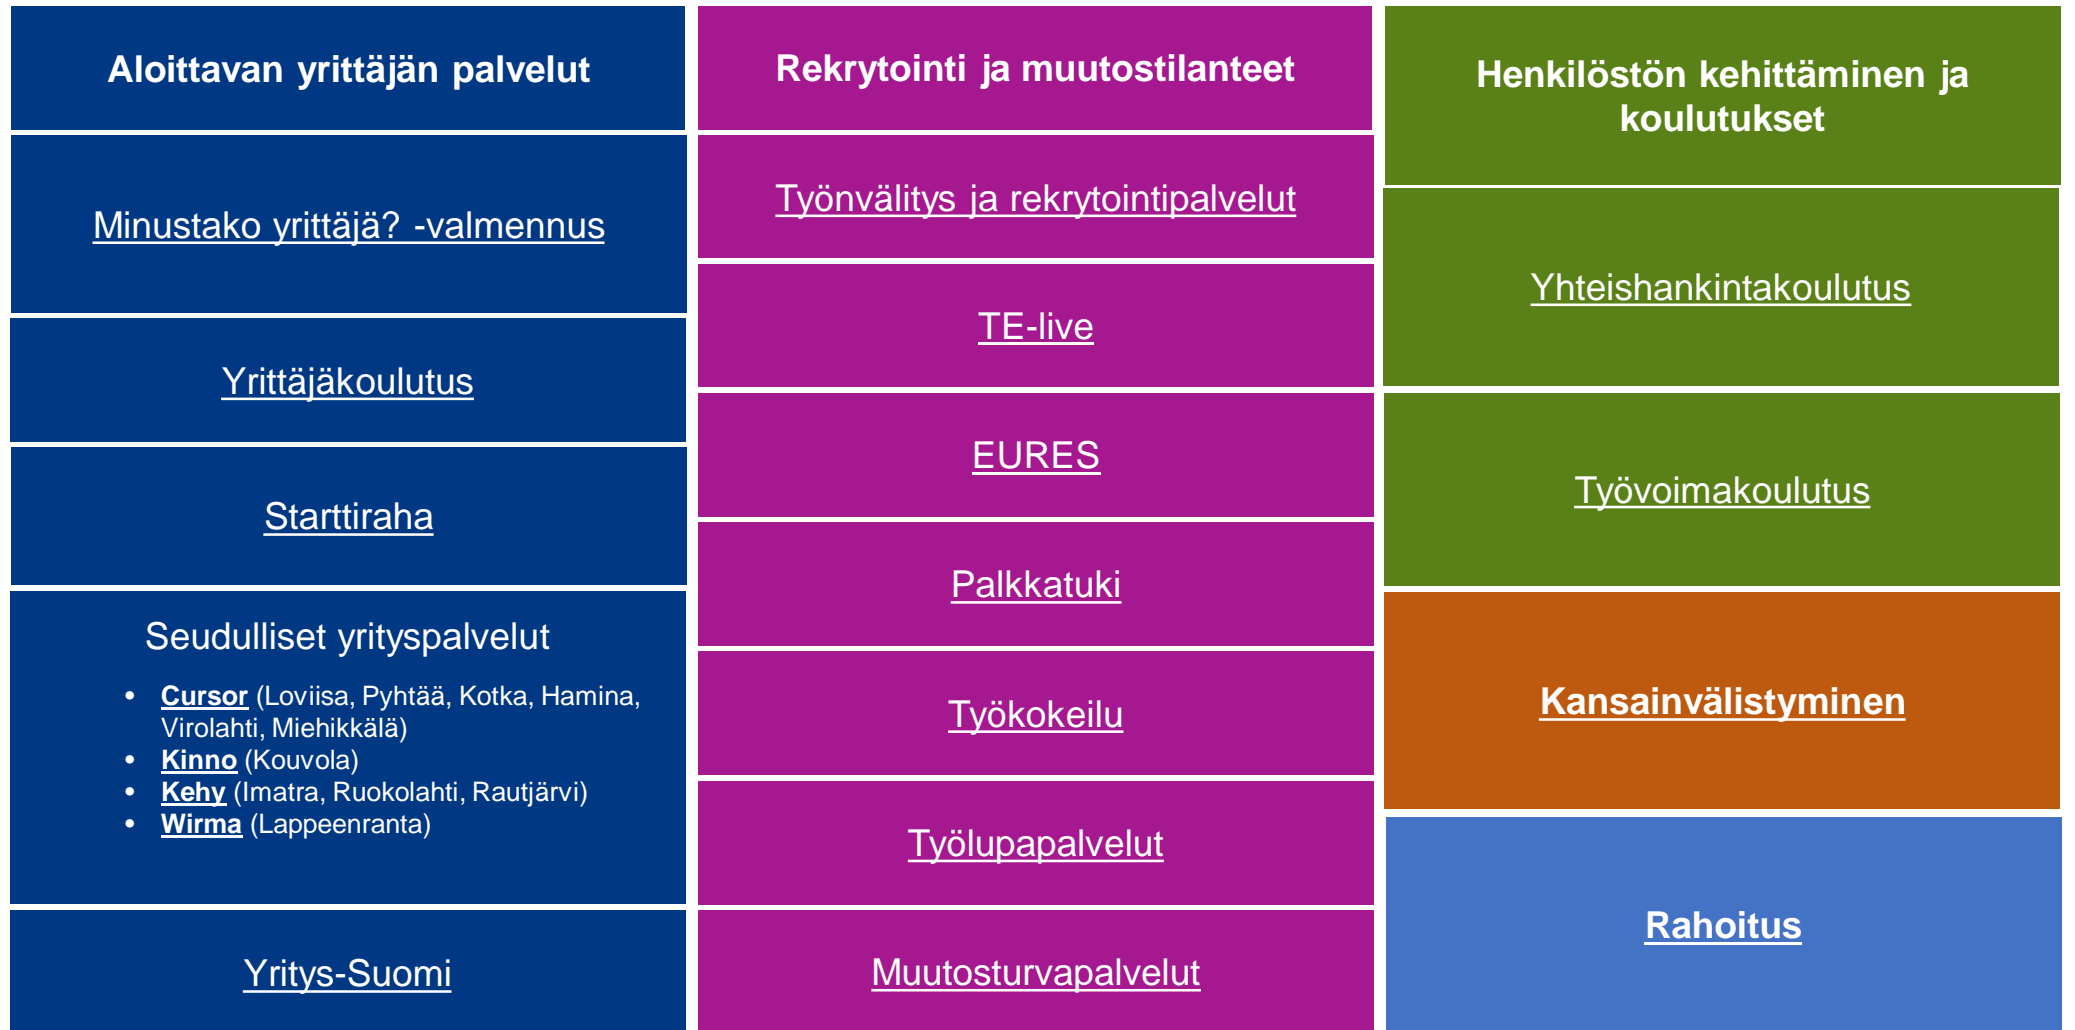 Aloittavan yrittäjän palvelut
Minustako yrittäjä? -valmennus
Yrittäjäkoulutus
Starttiraha
Seudulliset yrityspalvelut
• Cursor (Loviisa, Pyhtää, Kotka, Hamina,
Virolahti, Miehikkälä)
• Kinno (Kouvola)
• Kehy (Imatra, Ruokolahti, Rautjärvi)
• Wirma (Lappeenranta)
Yritys-Suomi
Rekrytointi ja muutostilanteet
Työnvälitys ja rekrytointipalvelut
TE-live
EURES
Palkkatuki
Työkokeilu
Työlupapalvelut
Muutosturvapalvelut
Henkilöstön kehittäminen ja
koulutukset
Yhteishankintakoulutus
Työvoimakoulutus
Kansainvälistyminen
Rahoitus